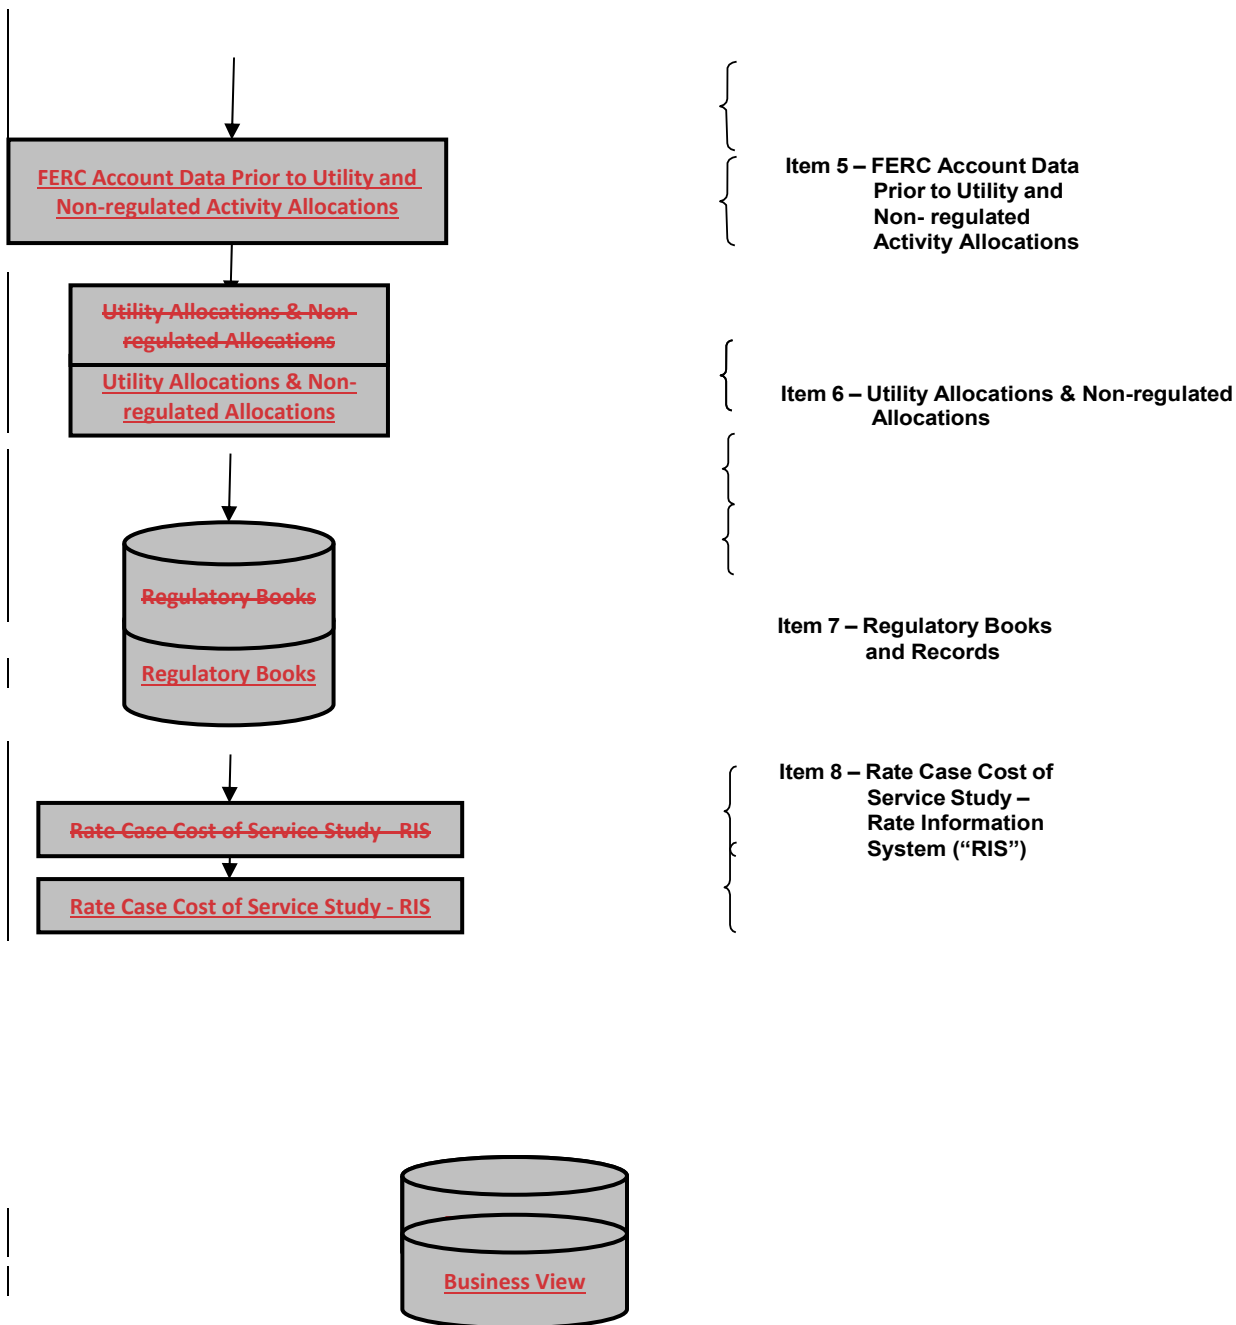 FERC Account Data Prior to Utility and
Non-regulated Activity Allocations
Item 5 – FERC Account Data
Prior to Utility and
Non- regulated
Activity Allocations
Utility Allocations & Non-
regulated Allocations
Utility Allocations & Non-
regulated Allocations
Item 6 – Utility Allocations & Non-regulated
Allocations
Regulatory Books
Regulatory Books
Item 7 – Regulatory Books
and Records
Rate Case Cost of Service Study - RIS
Rate Case Cost of Service Study - RIS
Item 8 – Rate Case Cost of
Service Study –
Rate Information
System (“RIS”)
Business View